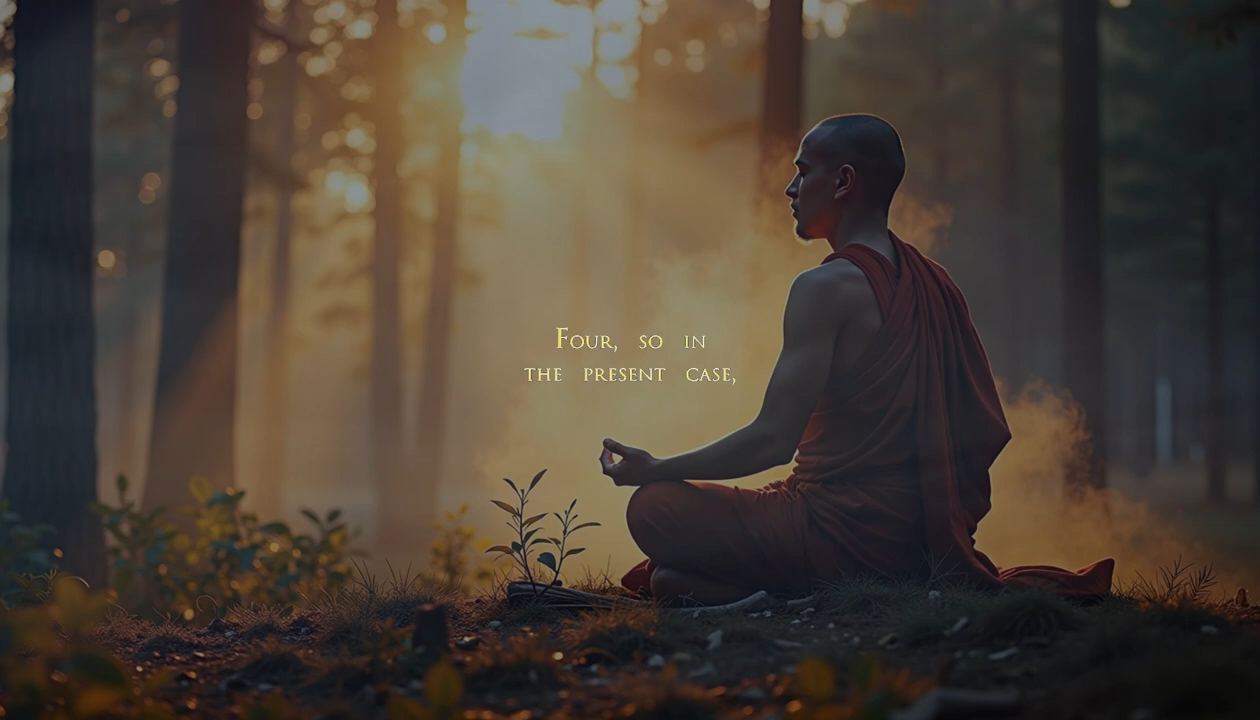 Four, so in
the present case,